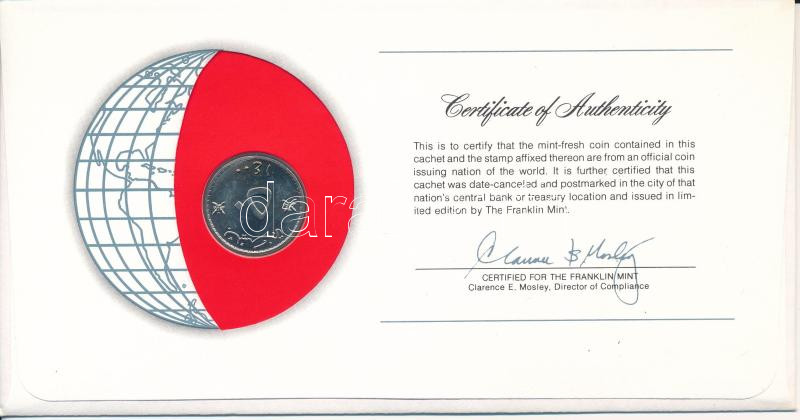 Certificate of Authenticity
This is to certify that the mint-fresh coin contained in this
cachet and the stamp affixed thereon are from an official coin
issuing nation of the world. It is further certified that this
cachet was date-canceled and postmarked in the city of that
nation's central bank or treasury location and issued in lim-
ited edition by The Franklin Mint.
CERTIFIED FOR THE FRANKLIN MINT
Clarence E. Mosley, Director of Compliance